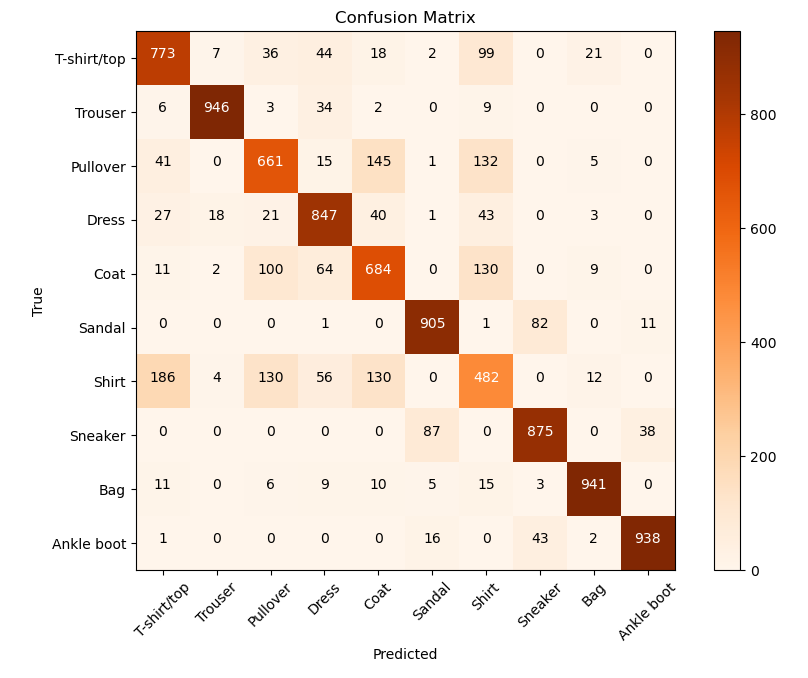 Confusion Matrix
T-shirt/top 773 7 36 44 18 2 99 0 21 0
Trouser 6 946 3 34 2 0 9 0 0 0
Pullover 41 0 661 15 145 1 132 0 5 0
Dress 27 18 21 847 40 1 43 0 3 0
Coat 11 2 100 64 684 0 130 0 9 0
Sandal 0 0 0 1 0 905 1 82 0 11
Shirt 186 4 130 56 130 0 482 0 12 0
Sneaker 0 0 0 0 0 87 0 875 0 38
Bag 11 0 6 9 10 5 15 3 941 0
Ankle boot 1 0 0 0 0 16 0 43 2 938
T-shirt/top Trouser Pullover Dress Coat Sandal Shirt Sneaker Bag Ankle boot
Predicted
True
800
600
400
200
0